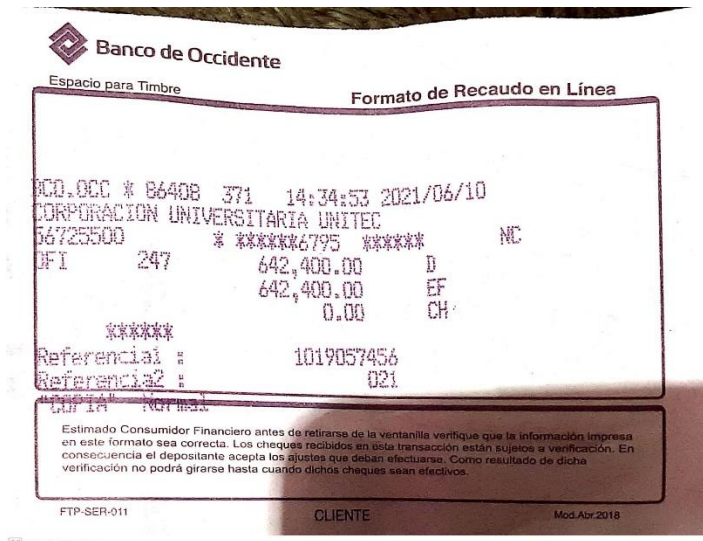 Banco de Occidente
Espacio para Timbre
Formato de Recaudo en Línea
BCO.OCC * 86408 371 14:34:53 2021/06/10
CORPORACION UNIVERSITARIA UNITEC
56725500 * ******6795 ****** NC
OFI 247 642,400.00 D
642,400.00 EF
0.00 CH
******
Referencia1 : 1019057456
Referencia2 : 021
"COPIA" Normal
Estimado Consumidor Financiero antes de retirarse de la ventanilla verifique que la información impresa
en este formato sea correcta. Los cheques recibidos en esta transacción están sujetos a verificación. En
consecuencia el depositante acepta los ajustes que deban efectuarse. Como resultado de dicha
verificación no podrá girarse hasta cuando dichos cheques sean efectivos.
FTP-SER-011 CLIENTE Mod.Abr.2018